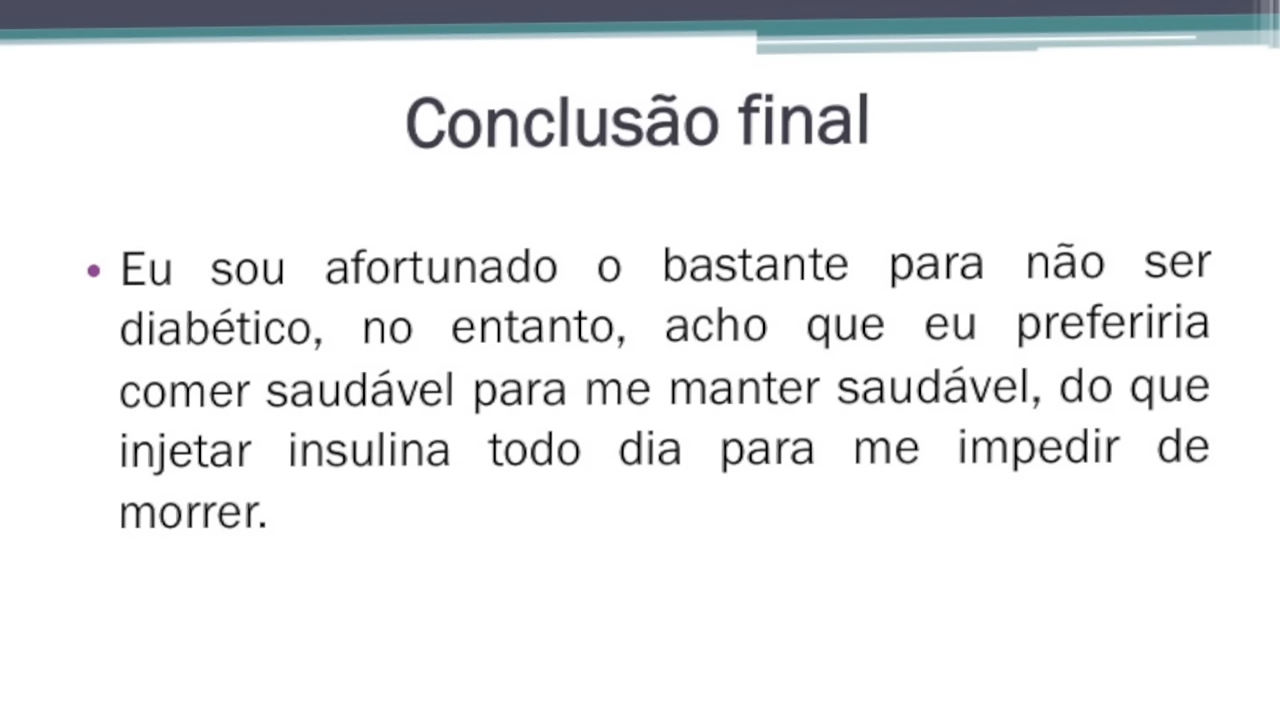 Conclusão final
• Eu sou afortunado o bastante para não ser
diabético, no entanto, acho que eu preferiria
comer saudável para me manter saudável, do que
injetar insulina todo dia para me impedir de
morrer.